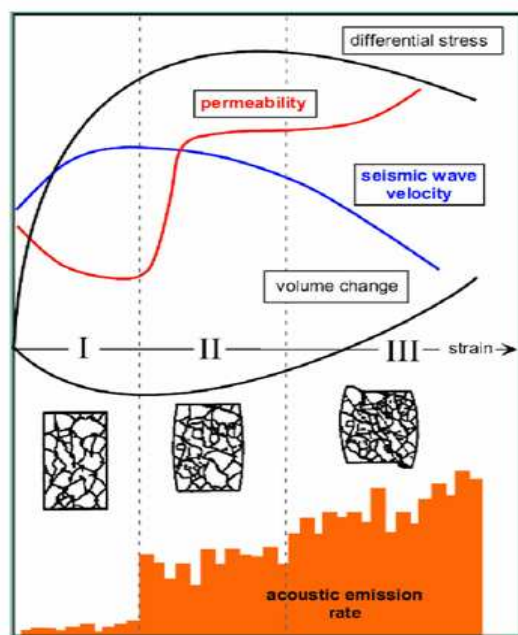 differential stress
permeability
seismic wave
velocity
volume change
I II III strain
acoustic emission
rate